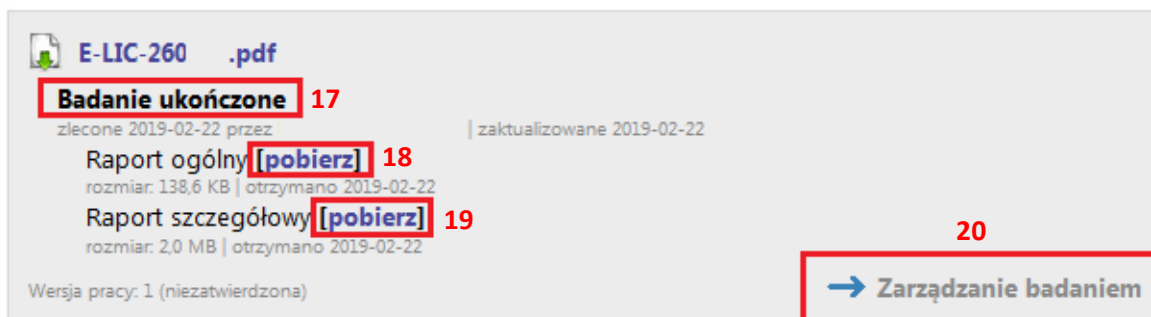 E-LIC-260 .pdf
Badanie ukończone 17
zlecone 2019-02-22 przez | zaktualizowane 2019-02-22
Raport ogólny [pobierz] 18
rozmiar: 138,6 KB | otrzymano 2019-02-22
Raport szczegółowy [pobierz] 19
rozmiar: 2,0 MB | otrzymano 2019-02-22
20
Wersja pracy: 1 (niezatwierdzona) → Zarządzanie badaniem